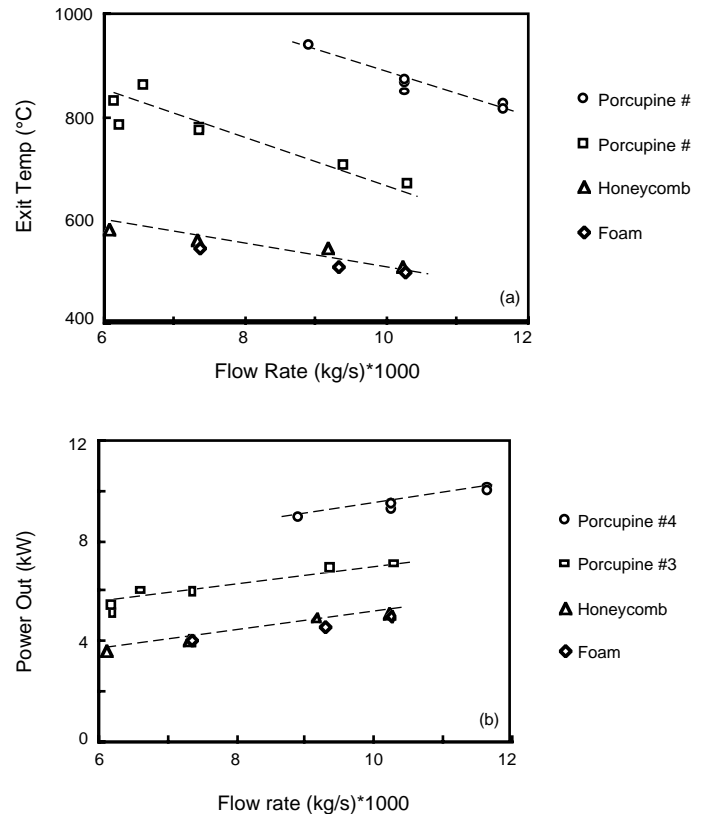 1000
800
600
400
Exit Temp (°C)
6
8
10
12
Flow Rate (kg/s)*1000
(a)
Porcupine #
Porcupine #
Honeycomb
Foam
12
8
4
0
Power Out (kW)
6
8
10
12
Flow rate (kg/s)*1000
(b)
Porcupine #4
Porcupine #3
Honeycomb
Foam